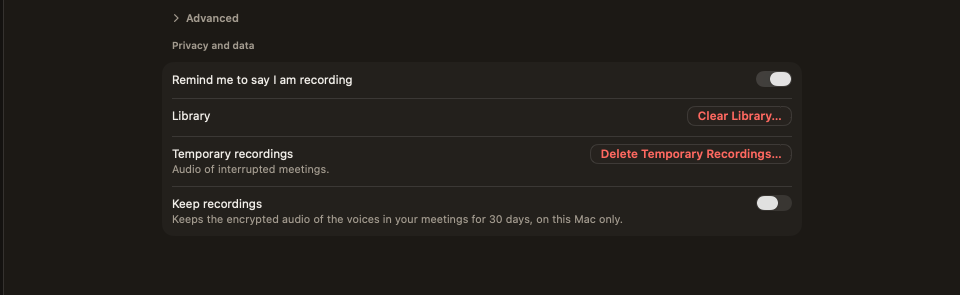 Advanced
Privacy and data
Remind me to say I am recording
Library
Clear Library...
Temporary recordings
Delete Temporary Recordings...
Audio of interrupted meetings.
Keep recordings
Keeps the encrypted audio of the voices in your meetings for 30 days, on this Mac only.